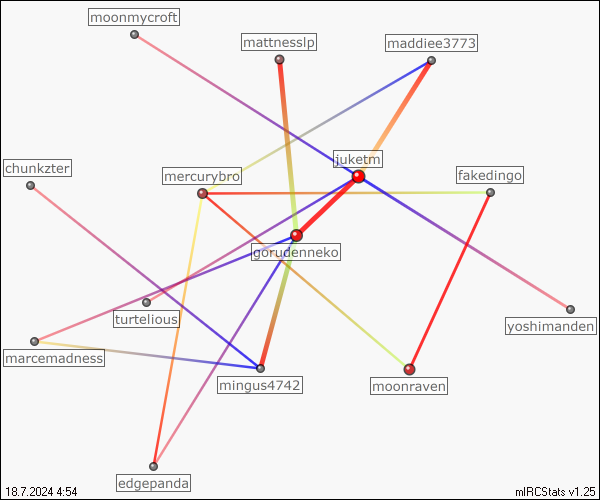 moonmycroft
mattnesslp
maddiee3773
juketm
chunkzter
mercurybro
fakedingo
gorudenneko
turtelious
yoshimanden
marcemadness
mingus4742
moonraven
edgepanda
18.7.2024 4:54
mIRCStats v1.25